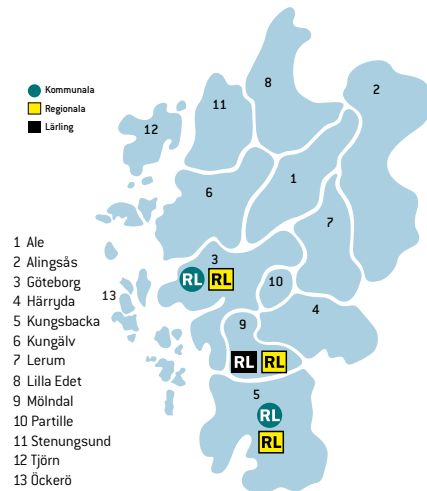 8
2
Kommunala
Regionala
Lärling
11
12
1
6
7
1 Ale
2 Alingsås
3 Göteborg
4 Härryda
5 Kungsbacka
6 Kungälv
7 Lerum
8 Lilla Edet
9 Mölndal
10 Partille
11 Stenungsund
12 Tjörn
13 Öckerö
3
RL RL
10
13
4
9
RL RL
5
RL
RL